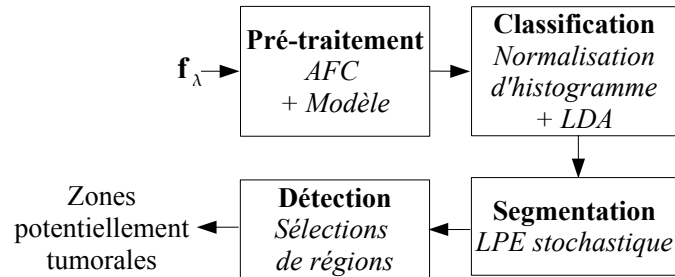 f λ
Pré-traitement
AFC
+ Modèle
Classification
Normalisation
d'histogramme
+ LDA
Segmentation
LPE stochastique
Détection
Sélections
de régions
Zones
potentiellement
tumorales